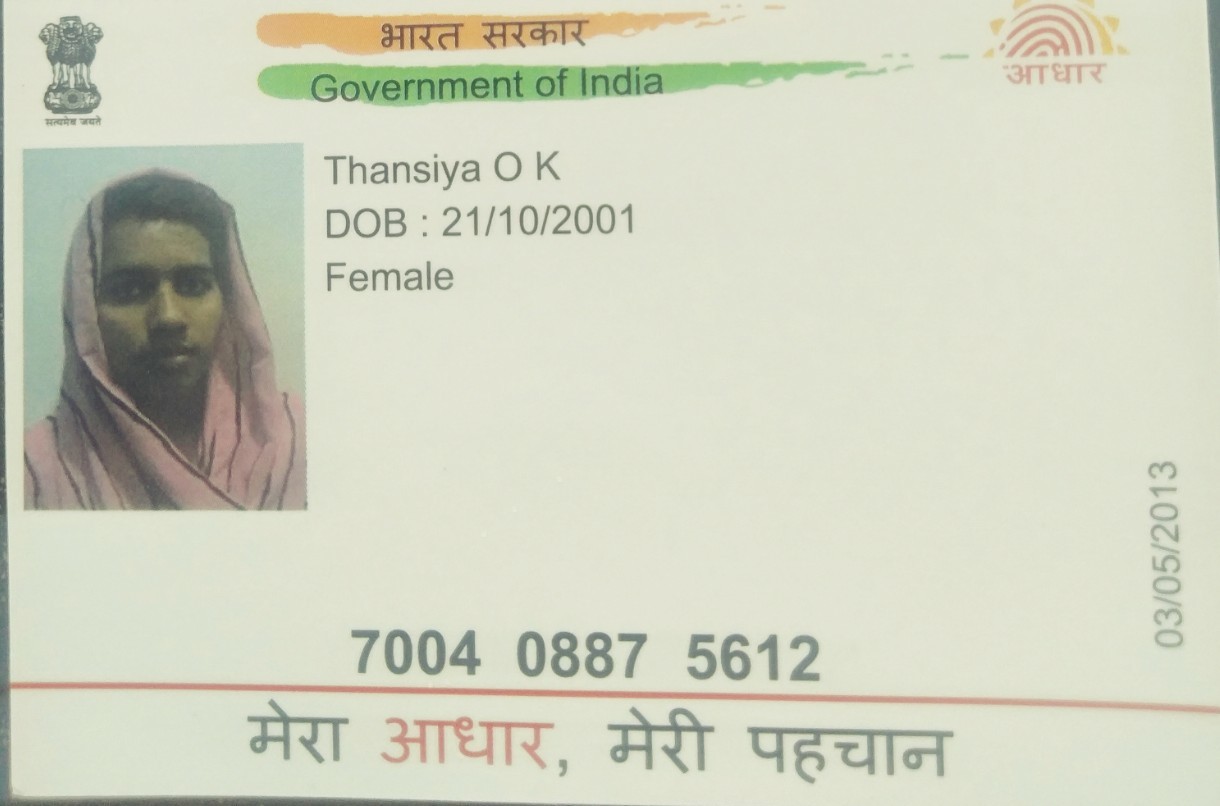 भारत सरकार
Government of India
आधार
सत्यमेव जयते
Thansiya O K
DOB : 21/10/2001
Female
03/05/2013
7004 0887 5612
मेरा आधार, मेरी पहचान